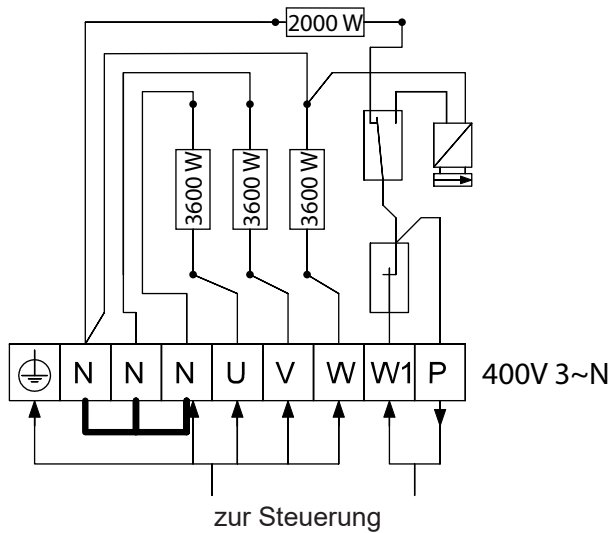 2000 W
3600 W
3600 W
3600 W
N N N U V W W1 P 400V 3~N
zur Steuerung